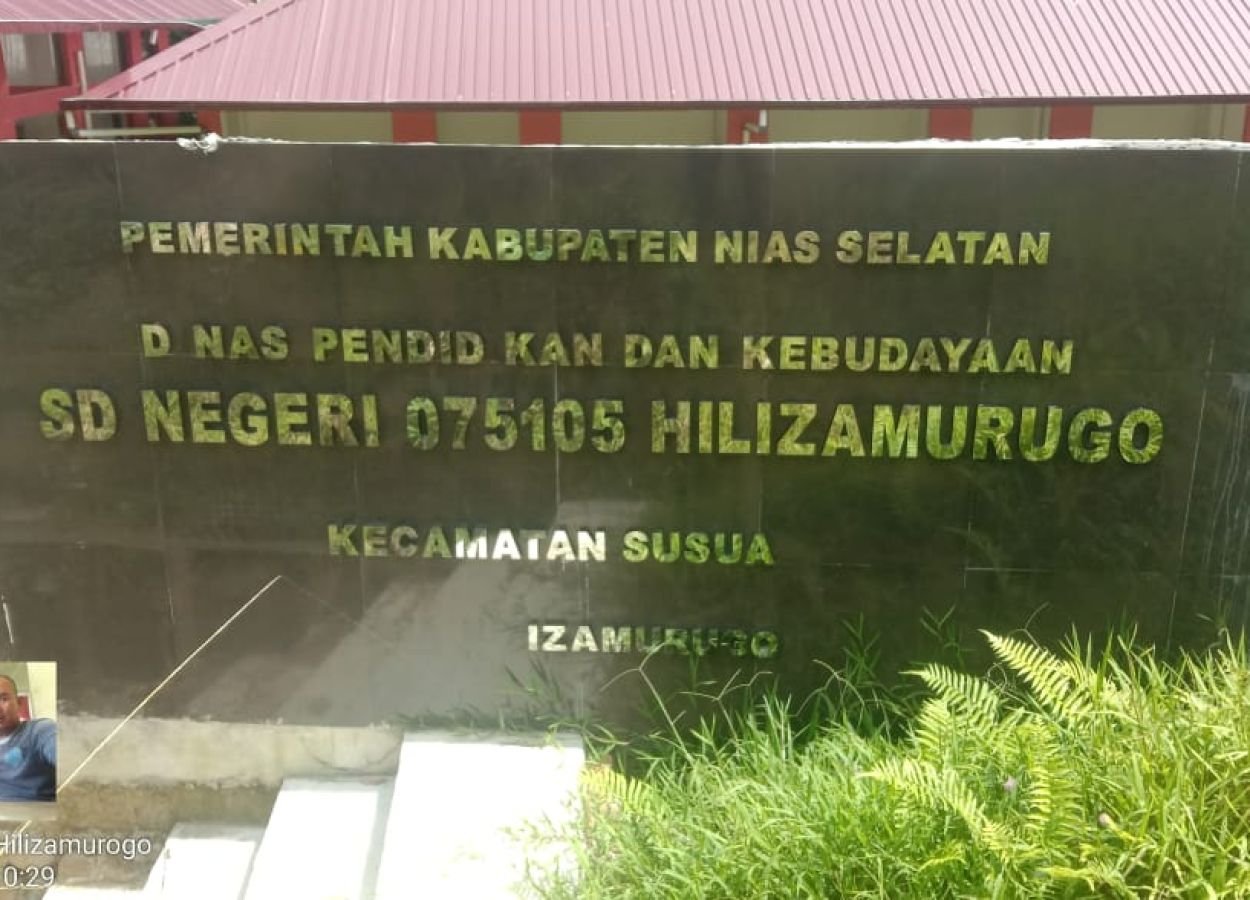 PEMERINTAH KABUPATEN NIAS SELATAN
D NAS PENDID KAN DAN KEBUDAYAAN
SD NEGERI 075105 HILIZAMURUGO
KECAMATAN SUSUA
IZAMURUGO
Hilizamurogo
0:29